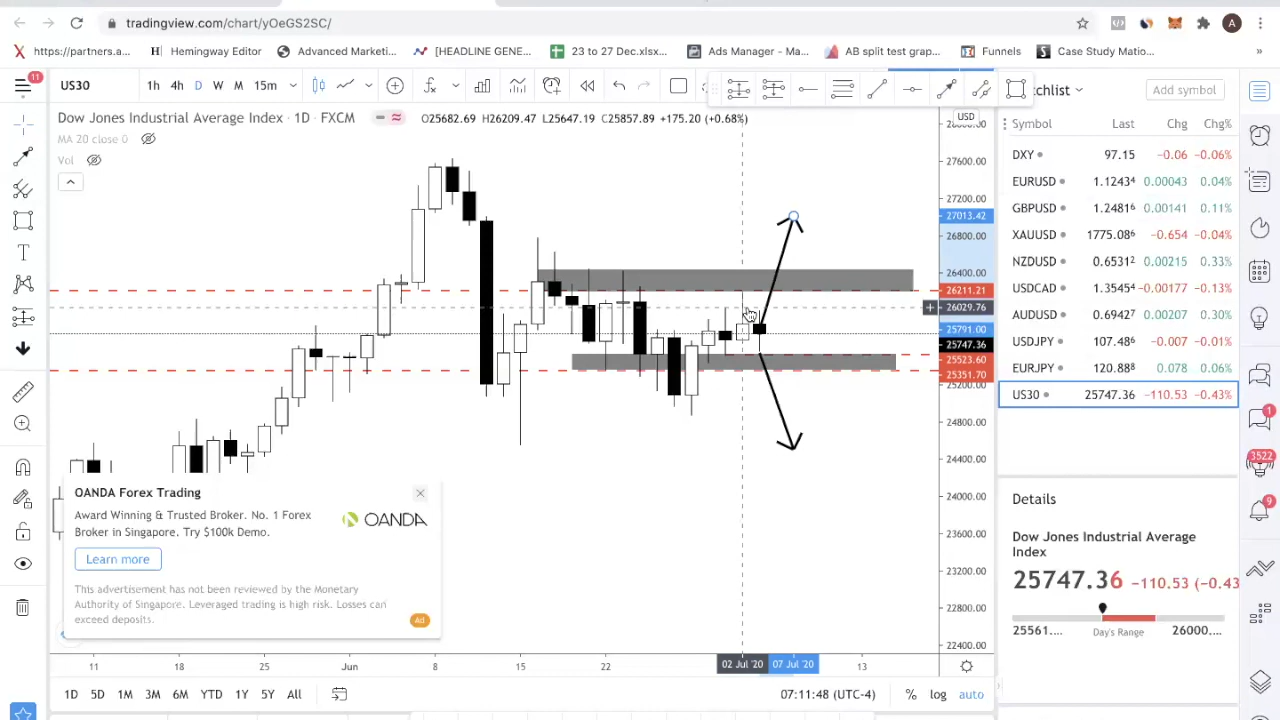 tradingview.com/chart/yOeGS2SC/
A
https://partners.a...
H Hemingway Editor
Advanced Marketi...
[HEADLINE GENE...
23 to 27 Dec.xlsx...
Ads Manager - Ma...
AB split test grap...
Funnels
Case Study Matio...
»
11
US30
1h 4h D W M 15m
chlist
Add symbol
Dow Jones Industrial Average Index · 1D · FXCM
O25682.69 H26209.47 L25647.19 C25857.89 +175.20 (+0.68%)
USD
MA 20 close 0
Vol
27600.00
27200.00
27013.42
26800.00
26400.00
26211.21
26029.76
25791.00
25747.36
25523.60
25351.70
25200.00
24800.00
24400.00
24000.00
23600.00
23200.00
22800.00
22400.00
Symbol Last Chg Chg%
DXY 97.15 −0.06 −0.06%
EURUSD 1.12434 0.00043 0.04%
GBPUSD 1.24816 0.00141 0.11%
XAUUSD 1775.086 −0.654 −0.04%
NZDUSD 0.65312 0.00215 0.33%
USDCAD 1.35454 −0.00177 −0.13%
AUDUSD 0.69427 0.00207 0.30%
USDJPY 107.486 −0.007 −0.01%
EURJPY 120.888 0.078 0.06%
US30 25747.36 −110.53 −0.43%
1
3522
9
Details
Dow Jones Industrial Average
Index
25747.36 −110.53 (−0.43
25561.... Day's Range 26000....
OANDA Forex Trading
Award Winning & Trusted Broker. No. 1 Forex
Broker in Singapore. Try $100k Demo.
OANDA
Learn more
This advertisement has not been reviewed by the Monetary
Authority of Singapore. Leveraged trading is high risk. Losses can
exceed deposits.
Ad
11 18 25 Jun 8 15 22 02 Jul '20 07 Jul '20 13
1D 5D 1M 3M 6M YTD 1Y 5Y All
07:11:48 (UTC-4)
% log auto